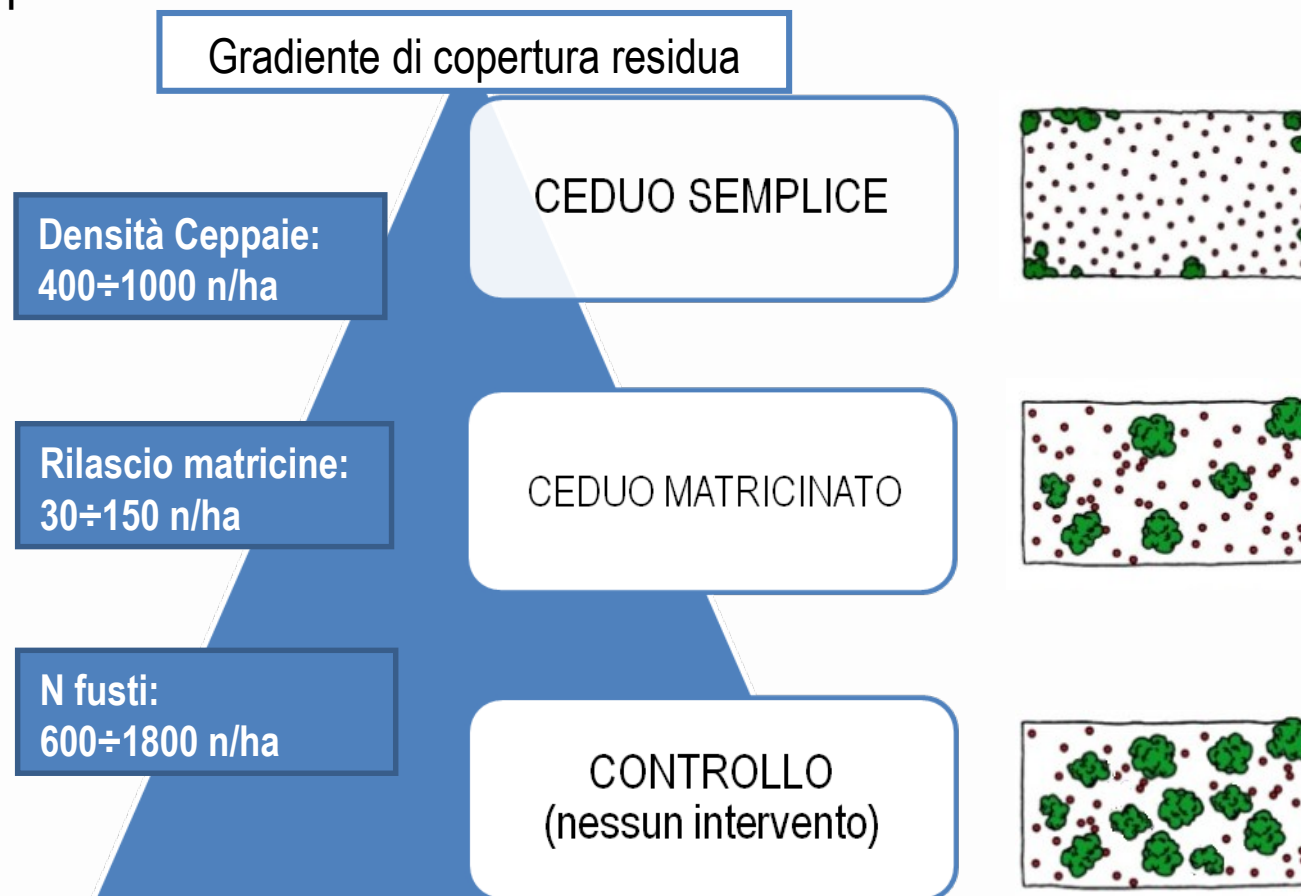 Gradiente di copertura residua
CEDUO SEMPLICE
Densità Ceppaie:
400÷1000 n/ha
CEDUO MATRICINATO
Rilascio matricine:
30÷150 n/ha
N fusti:
600÷1800 n/ha
CONTROLLO
(nessun intervento)